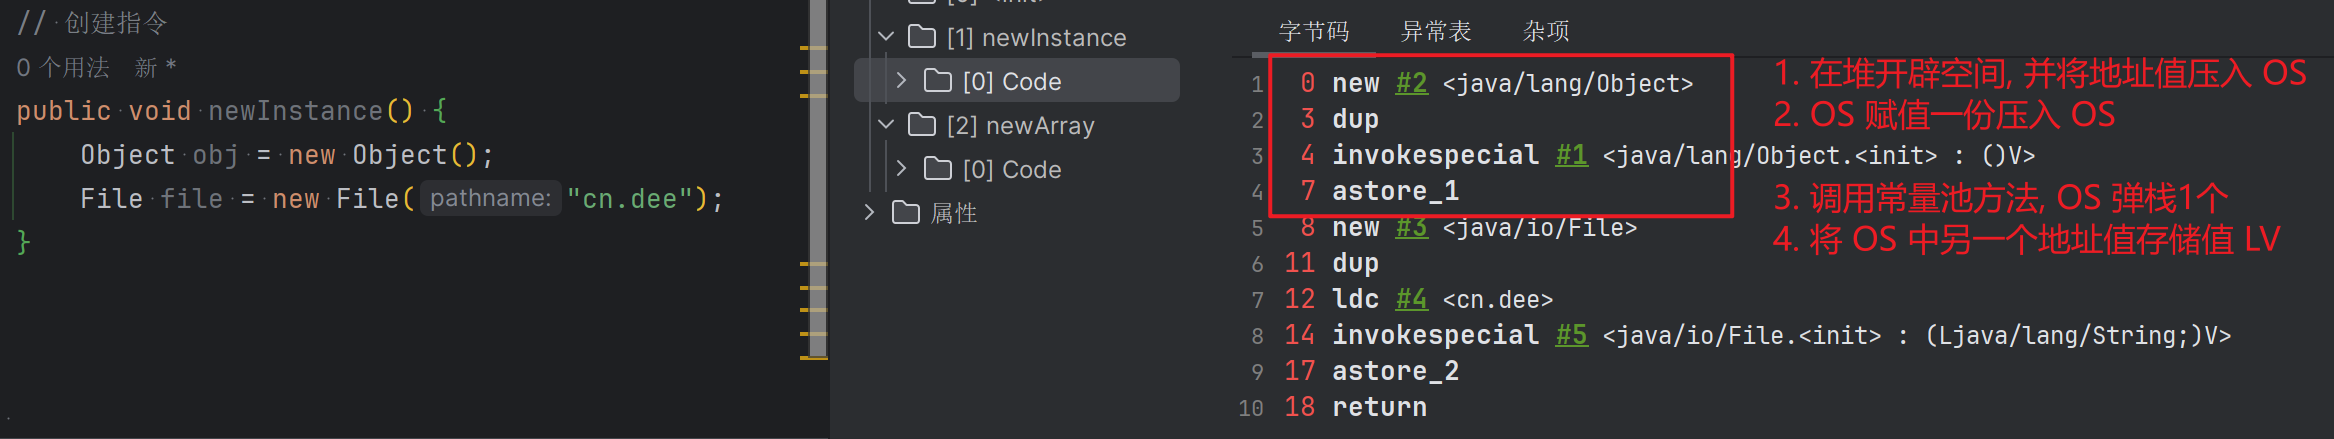 // 创建指令
0 个用法 新 *
public void newInstance() {
Object obj = new Object();
File file = new File( pathname: "cn.dee");
}
[1] newInstance
[0] Code
[2] newArray
[0] Code
属性
字节码 异常表 杂项
1 0 new #2 <java/lang/Object>
2 3 dup
3 4 invokespecial #1 <java/lang/Object.<init> : ()V>
4 7 astore_1
5 8 new #3 <java/io/File>
6 11 dup
7 12 ldc #4 <cn.dee>
8 14 invokespecial #5 <java/io/File.<init> : (Ljava/lang/String;)V>
9 17 astore_2
10 18 return
1. 在堆开辟空间, 并将地址值压入 OS
2. OS 赋值一份压入 OS
3. 调用常量池方法, OS 弹栈1个
4. 将 OS 中另一个地址值存储值 LV